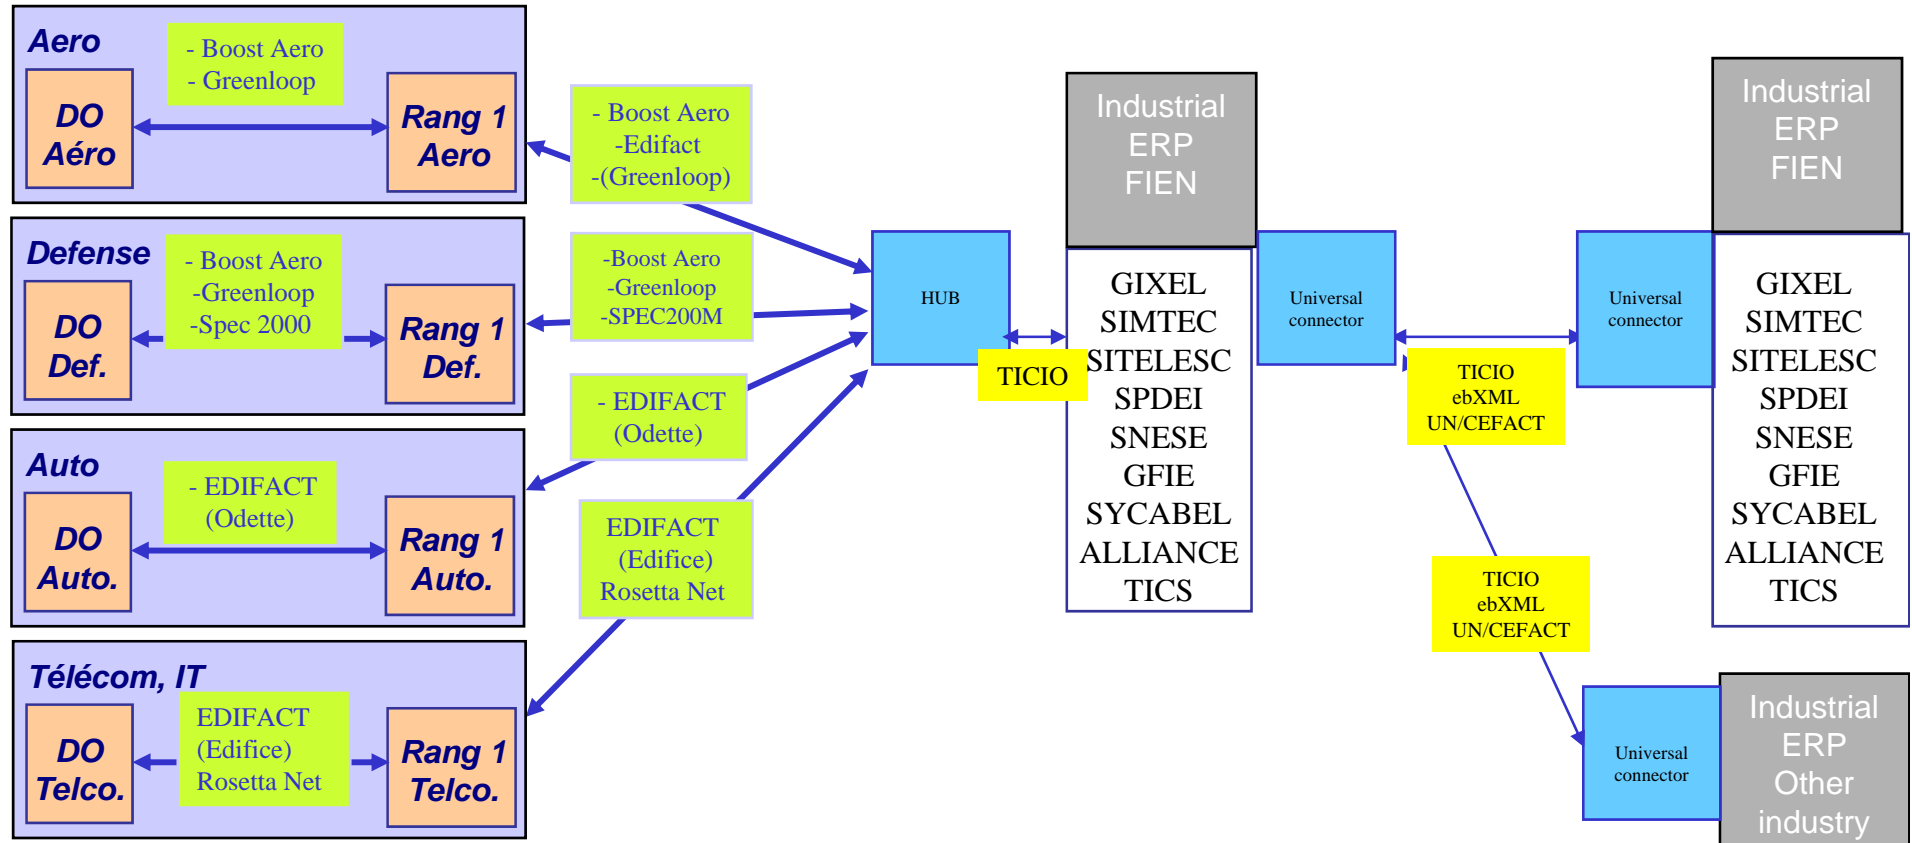 Aero
- Boost Aero
- Greenloop
DO
Aéro
Rang 1
Aero
Defense
- Boost Aero
-Greenloop
-Spec 2000
DO
Def.
Rang 1
Def.
Auto
- EDIFACT
(Odette)
DO
Auto.
Rang 1
Auto.
Télécom, IT
EDIFACT
(Edifice)
Rosetta Net
DO
Telco.
Rang 1
Telco.
- Boost Aero
-Edifact
-(Greenloop)
-Boost Aero
-Greenloop
-SPEC200M
- EDIFACT
(Odette)
EDIFACT
(Edifice)
Rosetta Net
HUB
TICIO
Industrial
ERP
FIEN
GIXEL
SIMTEC
SITELESC
SPDEI
SNESE
GFIE
SYCABEL
ALLIANCE
TICS
Universal
connector
TICIO
ebXML
UN/CEFACT
TICIO
ebXML
UN/CEFACT
Universal
connector
Industrial
ERP
FIEN
GIXEL
SIMTEC
SITELESC
SPDEI
SNESE
GFIE
SYCABEL
ALLIANCE
TICS
Universal
connector
Industrial
ERP
Other
industry